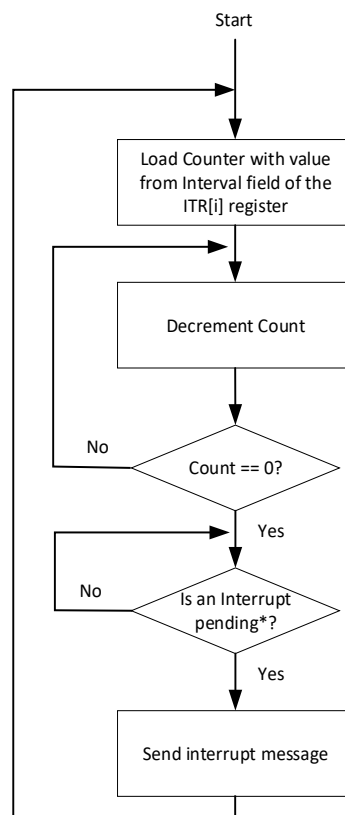 Start
Load Counter with value
from Interval field of the
ITR[i] register
Decrement Count
No
Count == 0?
Yes
No
Is an Interrupt
pending*?
Yes
Send interrupt message